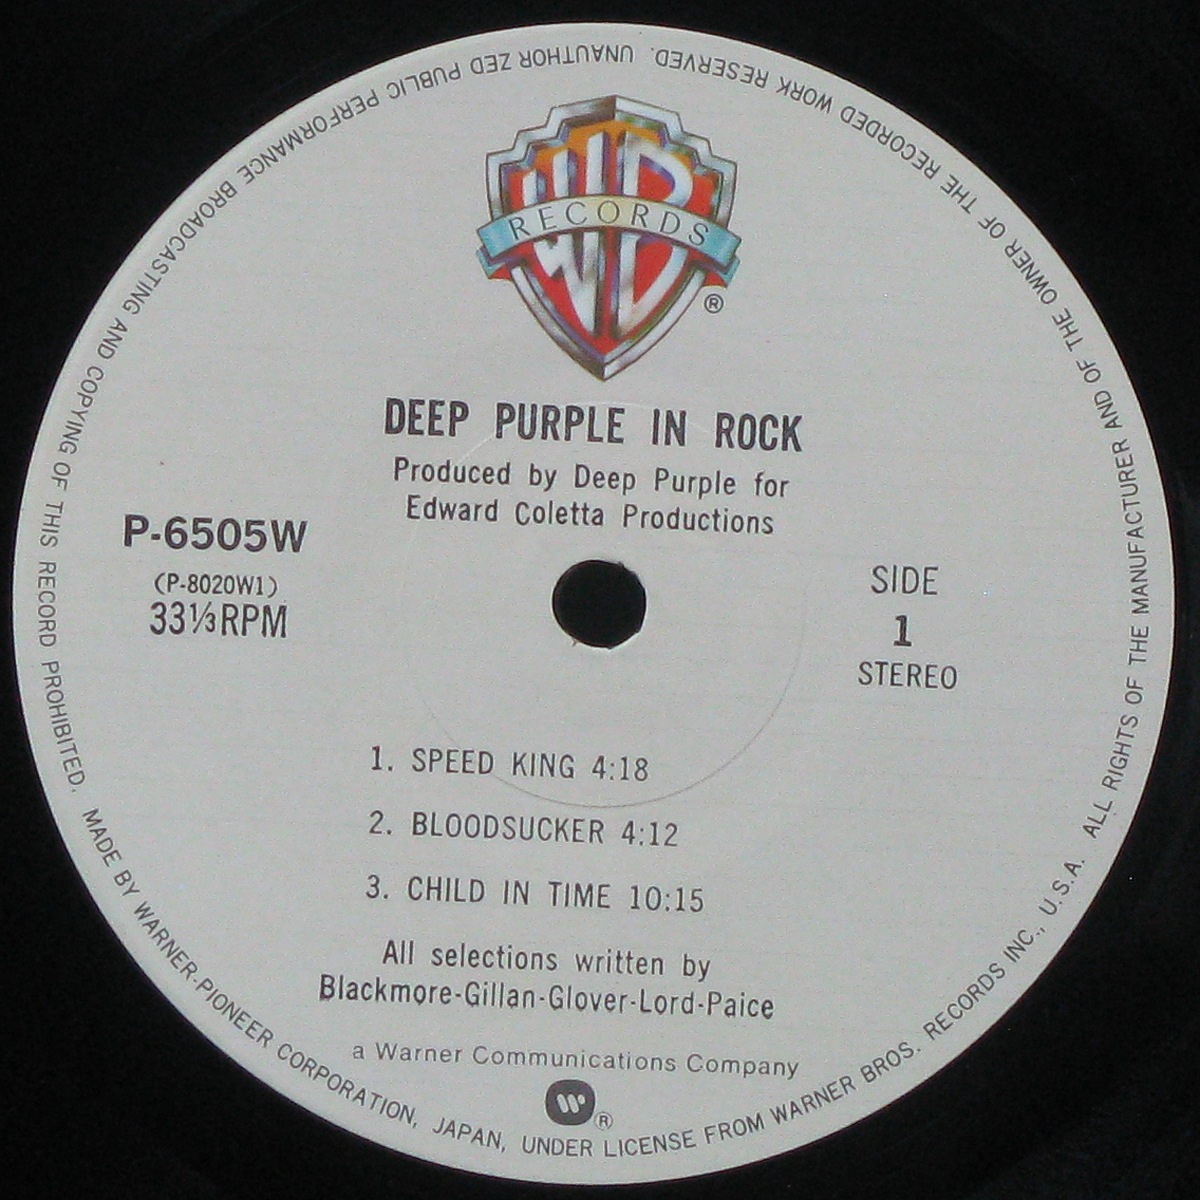 WB
RECORDS
®
DEEP PURPLE IN ROCK
Produced by Deep Purple for
Edward Coletta Productions
P-6505W
(P-8020W1)
33⅓RPM
SIDE
1
STEREO
1. SPEED KING 4:18
2. BLOODSUCKER 4:12
3. CHILD IN TIME 10:15
All selections written by
Blackmore-Gillan-Glover-Lord-Paice
a Warner Communications Company
®
MADE BY WARNER-PIONEER CORPORATION, JAPAN, UNDER LICENSE FROM WARNER BROS. RECORDS INC., U.S.A. ALL RIGHTS OF THE MANUFACTURER AND OF THE OWNER OF THE RECORDED WORK RESERVED. UNAUTHOR ZED PUBLIC PERFORMANCE BROADCASTING AND COPYING OF THIS RECORD PROHIBITED.